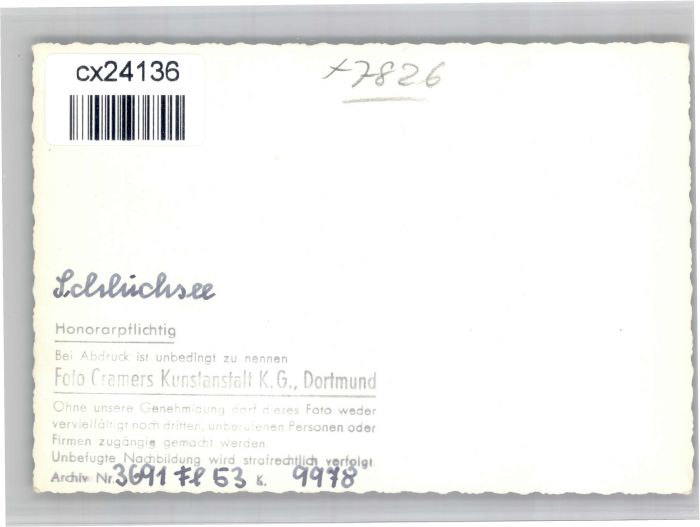 cx24136
+7826
Schluchsee
Honorarpflichtig
Bei Abdruck ist unbedingt zu nennen
Foto Cramers Kunstanstalt K.G., Dortmund
Ohne unsere Genehmigung darf dieses Foto weder
vervielfältigt noch dritten, unberufenen Personen oder
Firmen zugängig gemacht werden.
Unbefugte Nachbildung wird strafrechtlich verfolgt.
Archiv Nr. 3691 Fl 53 K. 9978